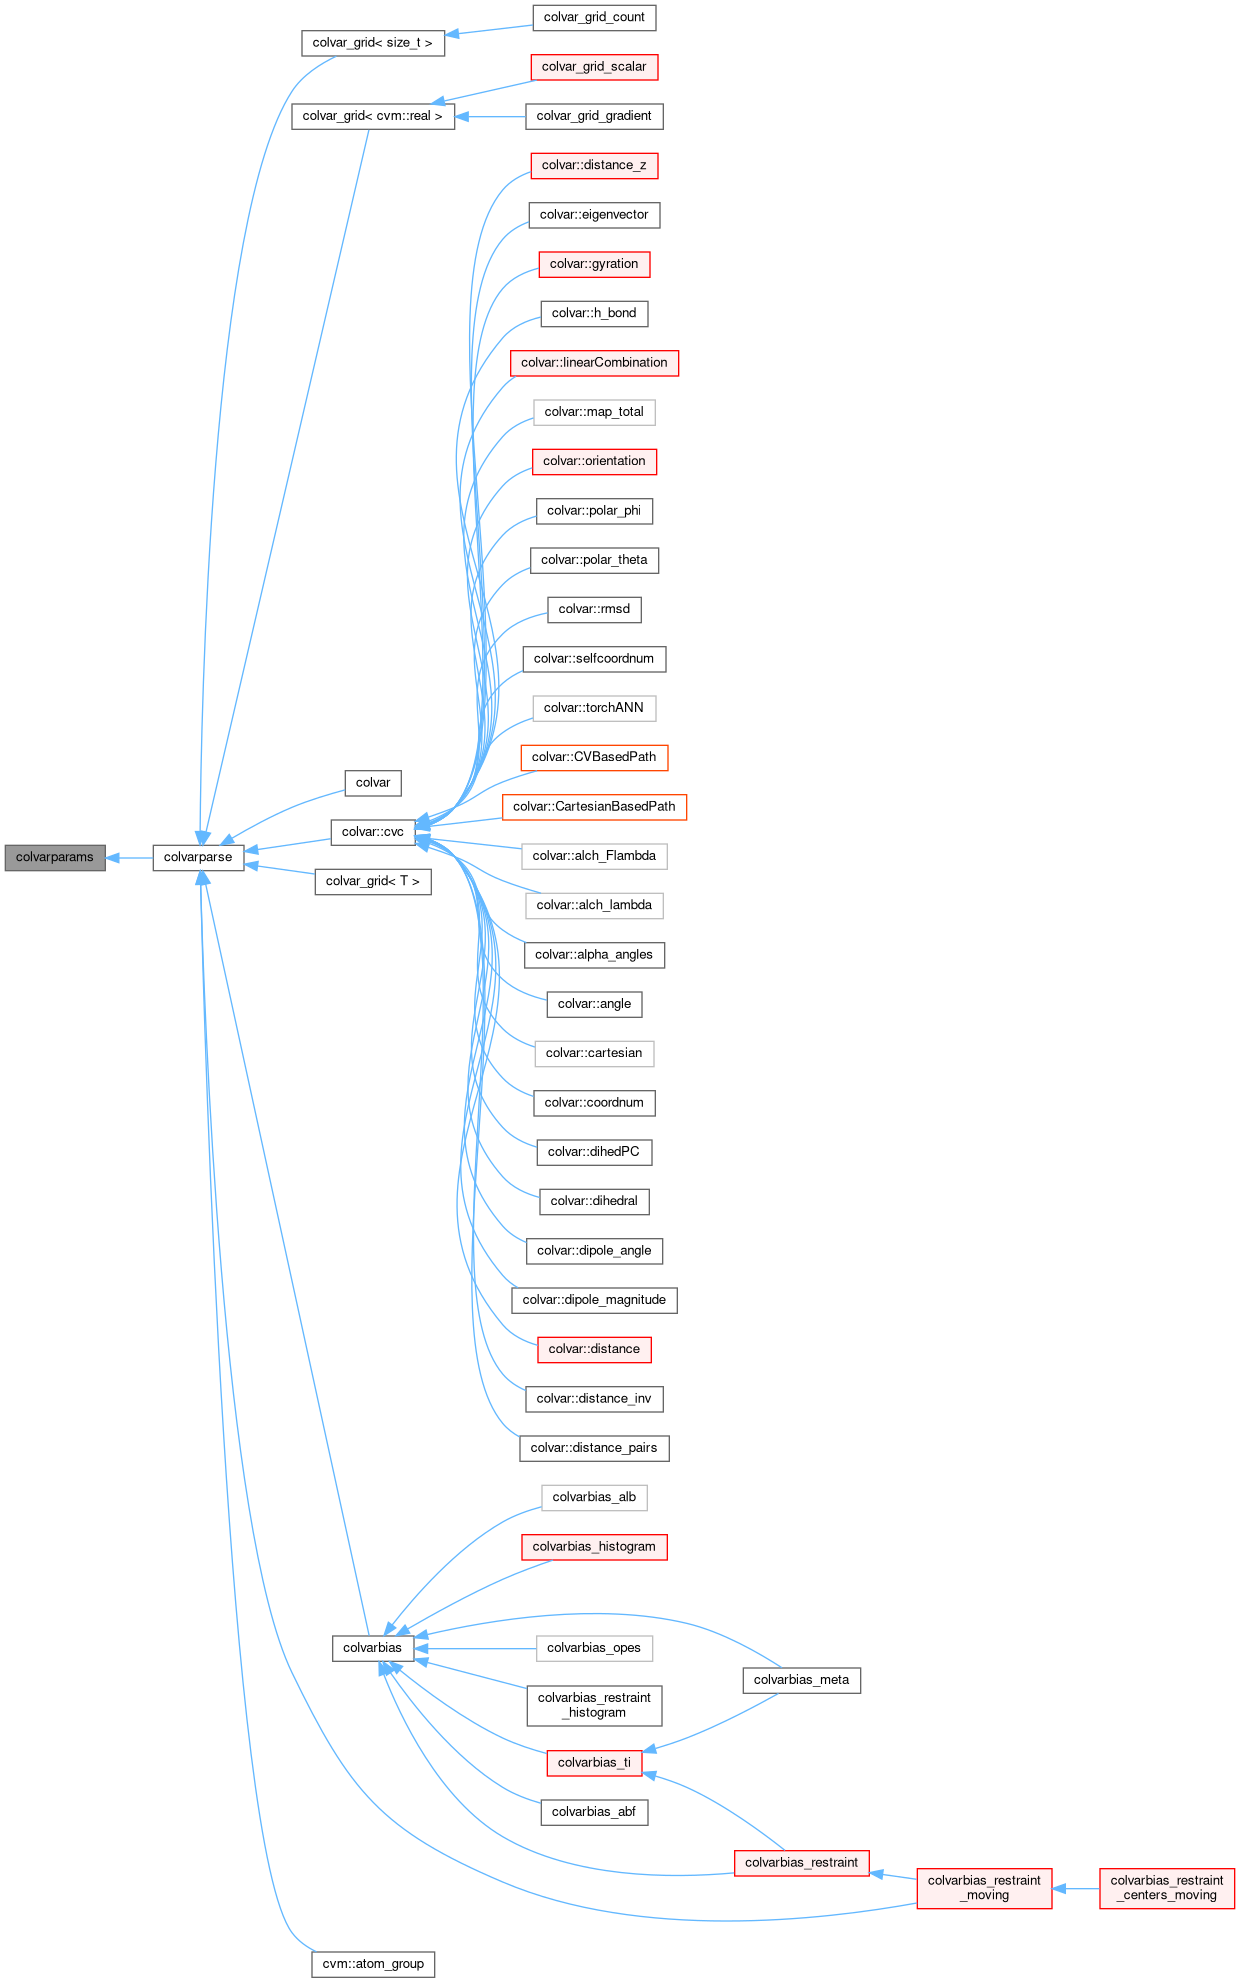 colvar_grid_count
colvar_grid< size_t >
colvar_grid_scalar
colvar_grid< cvm::real >
colvar_grid_gradient
colvar::distance_z
colvar::eigenvector
colvar::gyration
colvar::h_bond
colvar::linearCombination
colvar::map_total
colvar::orientation
colvar::polar_phi
colvar::polar_theta
colvar::rmsd
colvar::selfcoordnum
colvar::torchANN
colvar::CVBasedPath
colvar
colvar::CartesianBasedPath
colvar::cvc
colvarparams
colvarparse
colvar::alch_Flambda
colvar_grid< T >
colvar::alch_lambda
colvar::alpha_angles
colvar::angle
colvar::cartesian
colvar::coordnum
colvar::dihedPC
colvar::dihedral
colvar::dipole_angle
colvar::dipole_magnitude
colvar::distance
colvar::distance_inv
colvar::distance_pairs
colvarbias_alb
colvarbias_histogram
colvarbias
colvarbias_opes
colvarbias_meta
colvarbias_restraint
_histogram
colvarbias_ti
colvarbias_abf
colvarbias_restraint
colvarbias_restraint
_moving
colvarbias_restraint
_centers_moving
cvm::atom_group